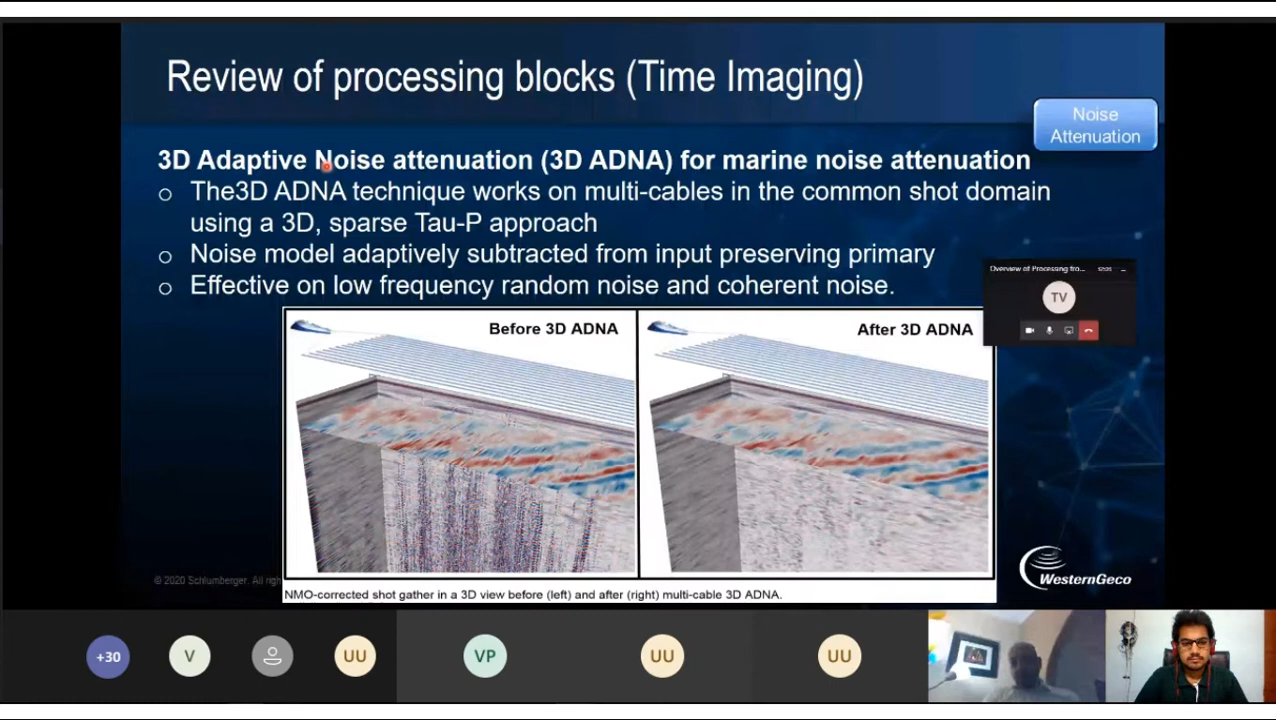 Review of processing blocks (Time Imaging)
Noise
Attenuation
3D Adaptive Noise attenuation (3D ADNA) for marine noise attenuation
o The3D ADNA technique works on multi-cables in the common shot domain
using a 3D, sparse Tau-P approach
o Noise model adaptively subtracted from input preserving primary
o Effective on low frequency random noise and coherent noise.
Overview of Processing fro...
TV
Before 3D ADNA
After 3D ADNA
WesternGeco
© 2020 Schlumberger. All righ
NMO-corrected shot gather in a 3D view before (left) and after (right) multi-cable 3D ADNA.
+30
V
UU
VP
UU
UU